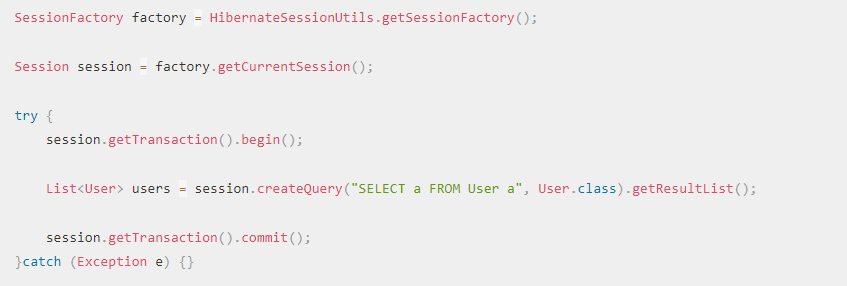 SessionFactory factory = HibernateSessionUtils.getSessionFactory();
Session session = factory.getCurrentSession();
try {
session.getTransaction().begin();
List<User> users = session.createQuery("SELECT a FROM User a", User.class).getResultList();
session.getTransaction().commit();
}catch (Exception e) {}